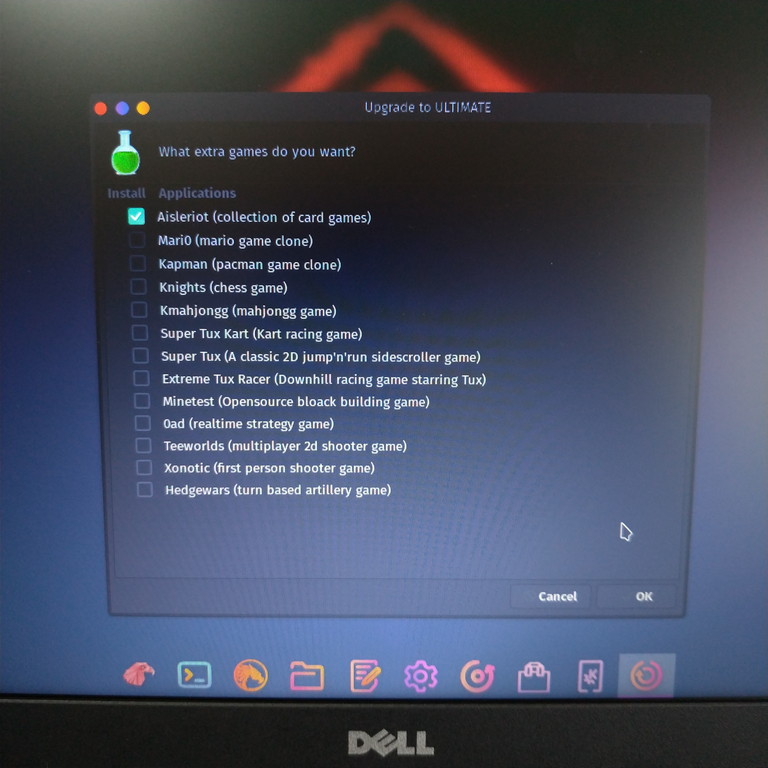 Upgrade to ULTIMATE
What extra games do you want?
Install Applications
Aisleriot (collection of card games)
Mari0 (mario game clone)
Kapman (pacman game clone)
Knights (chess game)
Kmahjongg (mahjongg game)
Super Tux Kart (Kart racing game)
Super Tux (A classic 2D jump'n'run sidescroller game)
Extreme Tux Racer (Downhill racing game starring Tux)
Minetest (Opensource bloack building game)
0ad (realtime strategy game)
Teeworlds (multiplayer 2d shooter game)
Xonotic (first person shooter game)
Hedgewars (turn based artillery game)
Cancel OK
DELL